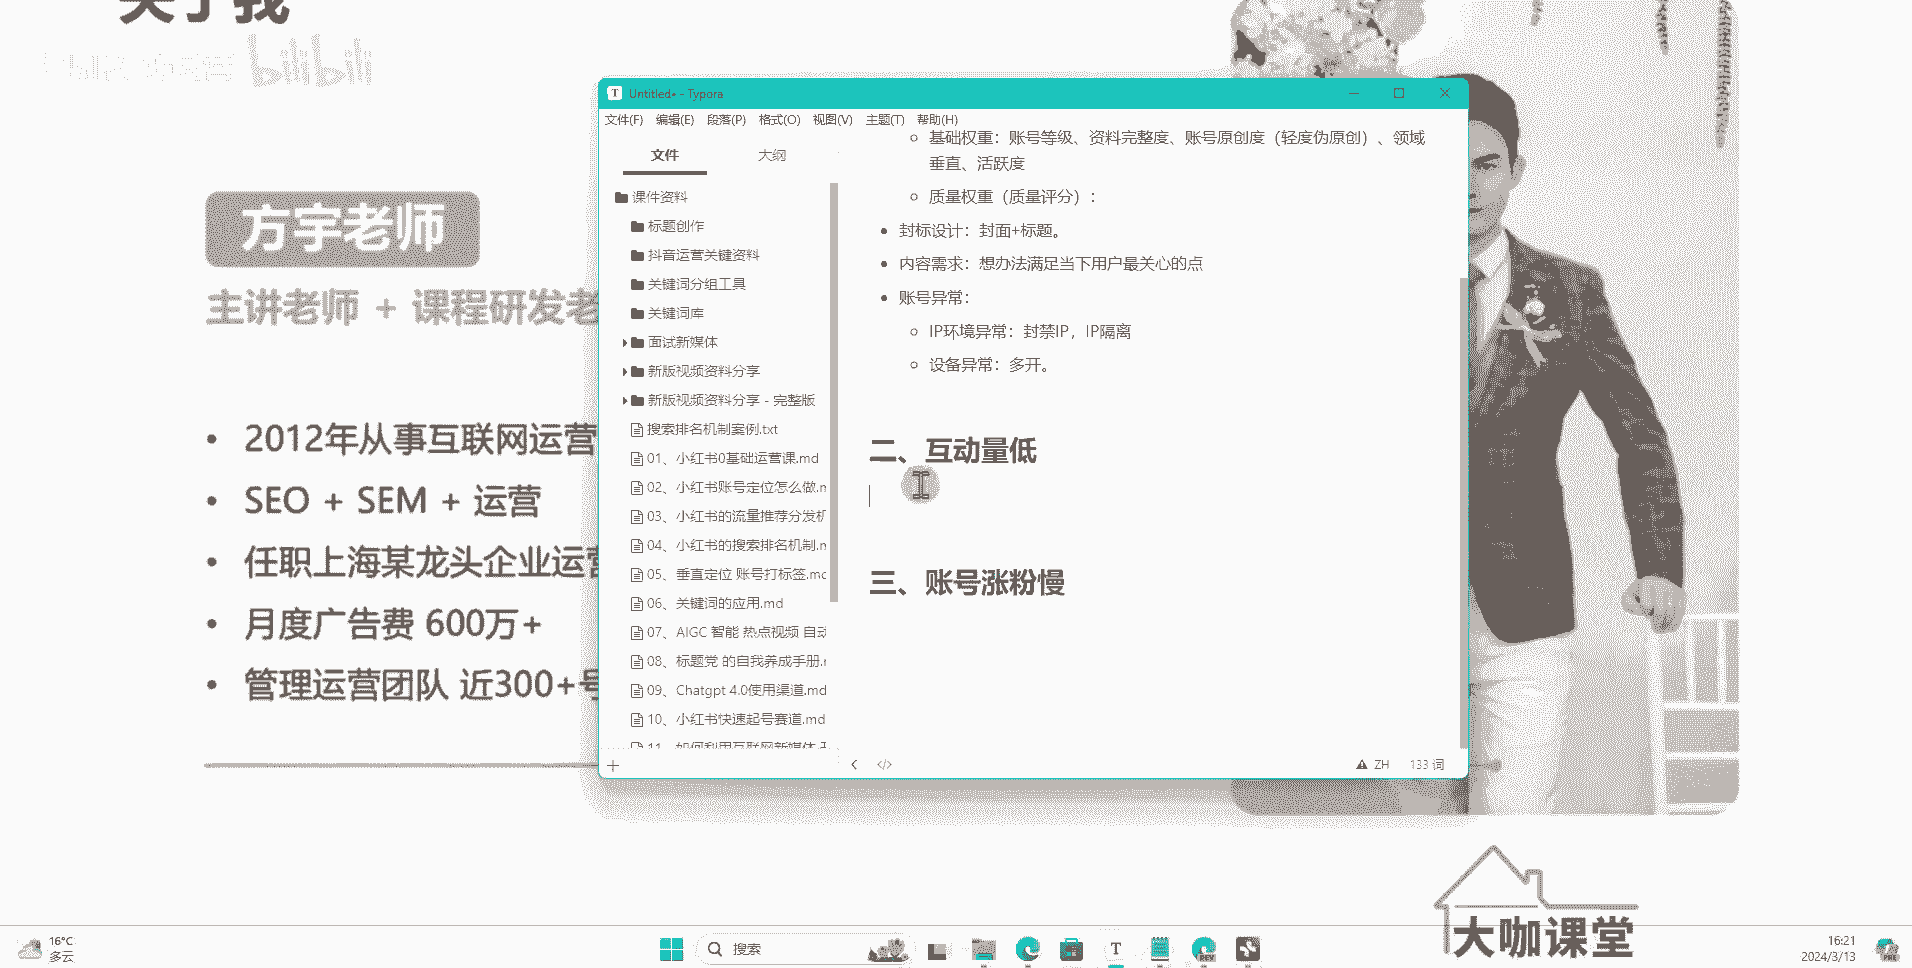 关于我
bilibili
方宇老师
主讲老师 + 课程研发老
2012年从事互联网运营
SEO + SEM + 运营
任职上海某龙头企业运营
月度广告费 600万+
管理运营团队 近300+号
Untitled• - Typora
文件(F) 编辑(E) 段落(P) 格式(O) 视图(V) 主题(T) 帮助(H)
文件 大纲
课件资料
标题创作
抖音运营关键资料
关键词分组工具
关键词库
面试新媒体
新版视频资料分享
新版视频资料分享 - 完整版
搜索排名机制案例.txt
01、小红书0基础运营课.md
02、小红书账号定位怎么做.m
03、小红书的流量推荐分发机
04、小红书的搜索排名机制.m
05、垂直定位 账号打标签.mc
06、关键词的应用.md
07、AIGC 智能 热点视频 自动
08、标题党 的自我养成手册.r
09、Chatgpt 4.0使用渠道.md
10、小红书快速起号赛道.md
11、如何利用互联网新媒体
基础权重：账号等级、资料完整度、账号原创度（轻度伪原创）、领域
垂直、活跃度
质量权重（质量评分）：
封标设计：封面+标题。
内容需求：想办法满足当下用户最关心的点
账号异常：
IP环境异常：封禁IP，IP隔离
设备异常：多开。
二、互动量低
三、账号涨粉慢
ZH 133 词
大咖课堂
16°C
多云
搜索
16:21
2024/3/13